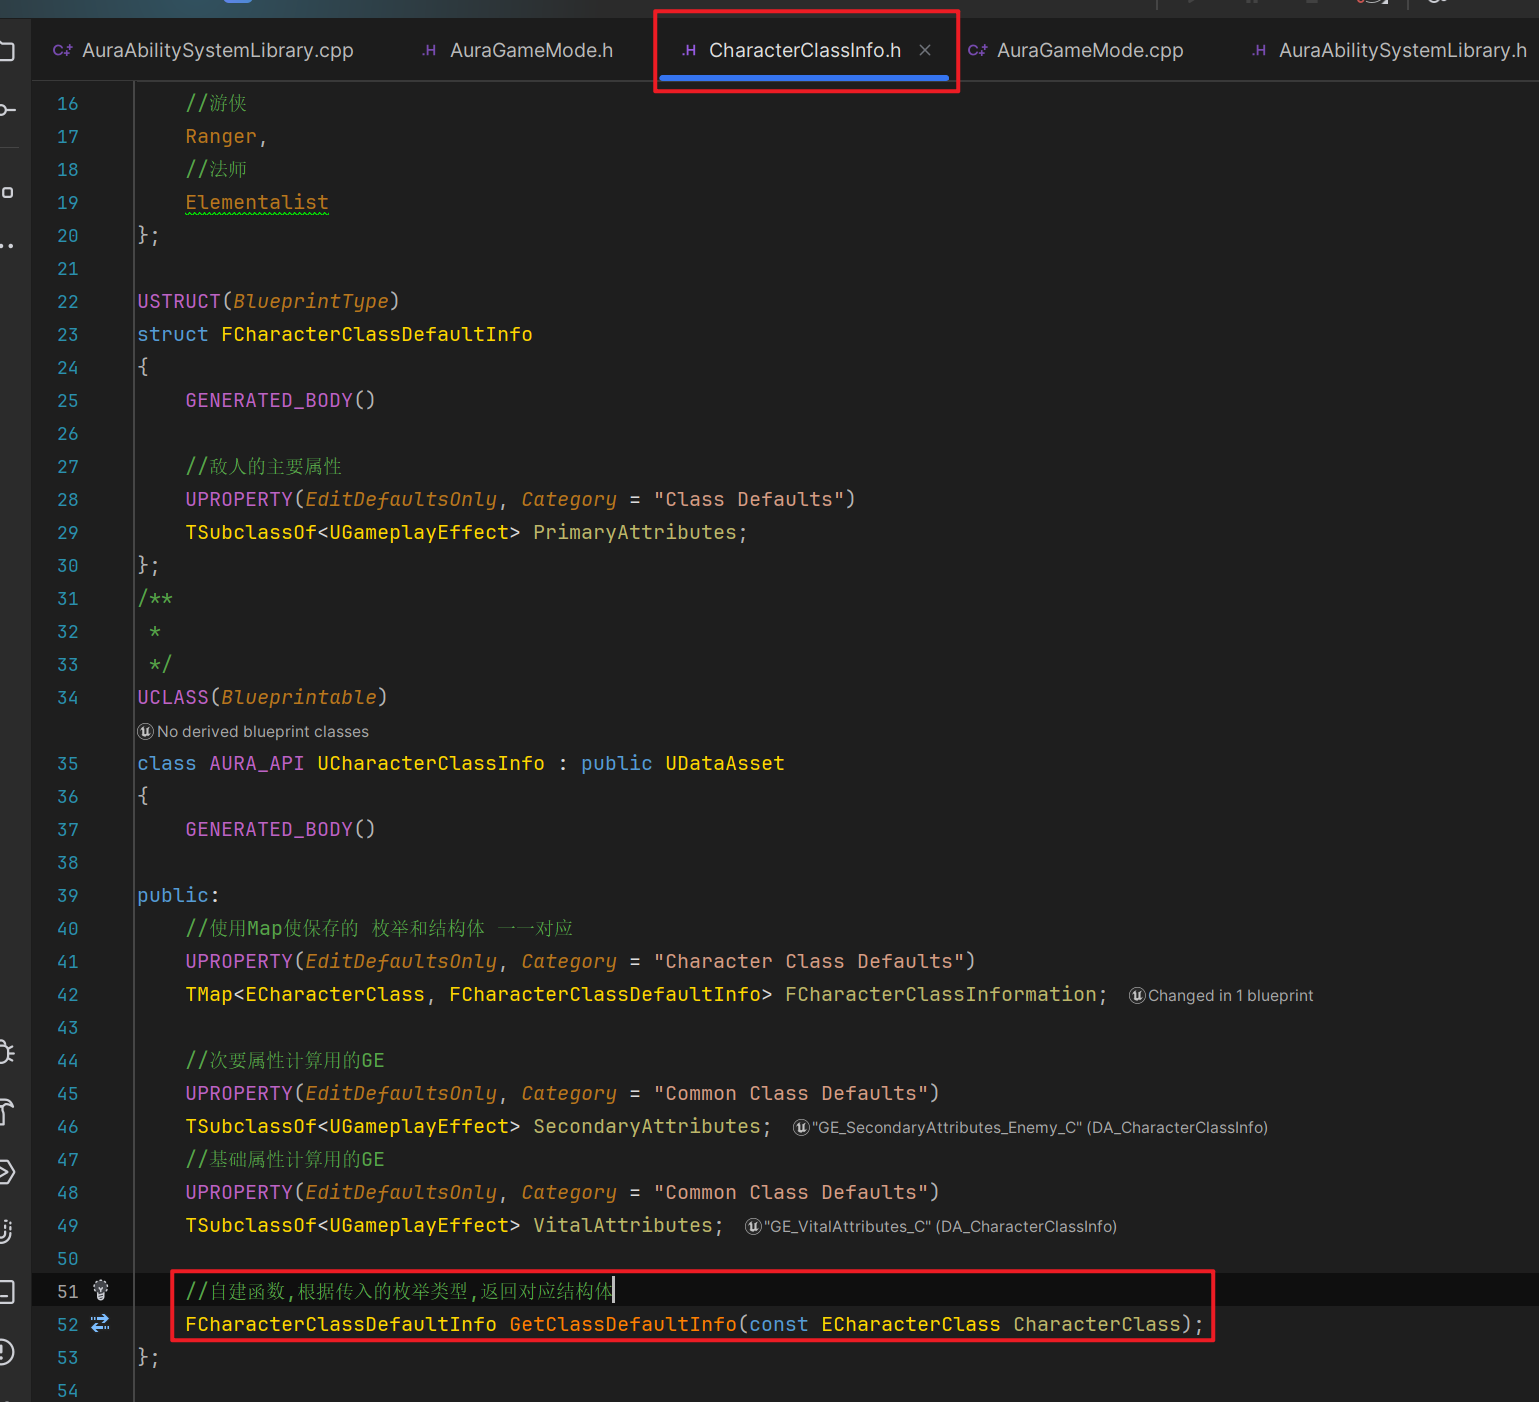 AuraAbilitySystemLibrary.cpp
AuraGameMode.h
CharacterClassInfo.h
AuraGameMode.cpp
AuraAbilitySystemLibrary.h
16 //游侠
17 Ranger,
18 //法师
19 Elementalist
20 };
21
22 USTRUCT(BlueprintType)
23 struct FCharacterClassDefaultInfo
24 {
25 GENERATED_BODY()
26
27 //敌人的主要属性
28 UPROPERTY(EditDefaultsOnly, Category = "Class Defaults")
29 TSubclassOf<UGameplayEffect> PrimaryAttributes;
30 };
31 /**
32 *
33 */
34 UCLASS(Blueprintable)
No derived blueprint classes
35 class AURA_API UCharacterClassInfo : public UDataAsset
36 {
37 GENERATED_BODY()
38
39 public:
40 //使用Map使保存的 枚举和结构体 一一对应
41 UPROPERTY(EditDefaultsOnly, Category = "Character Class Defaults")
42 TMap<ECharacterClass, FCharacterClassDefaultInfo> FCharacterClassInformation; Changed in 1 blueprint
43
44 //次要属性计算用的GE
45 UPROPERTY(EditDefaultsOnly, Category = "Common Class Defaults")
46 TSubclassOf<UGameplayEffect> SecondaryAttributes; "GE_SecondaryAttributes_Enemy_C" (DA_CharacterClassInfo)
47 //基础属性计算用的GE
48 UPROPERTY(EditDefaultsOnly, Category = "Common Class Defaults")
49 TSubclassOf<UGameplayEffect> VitalAttributes; "GE_VitalAttributes_C" (DA_CharacterClassInfo)
50
51 //自建函数,根据传入的枚举类型,返回对应结构体
52 FCharacterClassDefaultInfo GetClassDefaultInfo(const ECharacterClass CharacterClass);
53 };
54